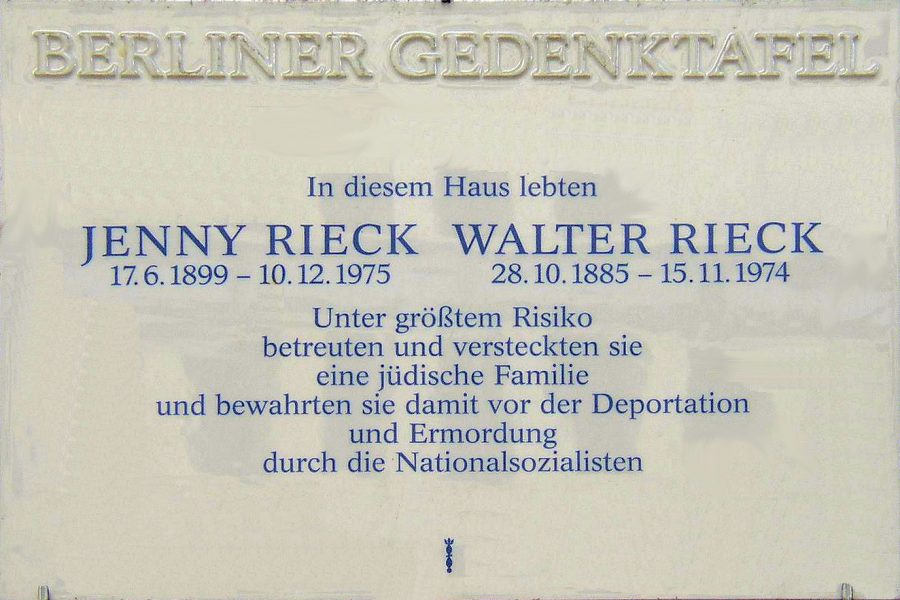 BERLINER GEDENKTAFEL
In diesem Haus lebten
JENNY RIECK WALTER RIECK
17.6.1899 – 10.12.1975 28.10.1885 – 15.11.1974
Unter größtem Risiko
betreuten und versteckten sie
eine jüdische Familie
und bewahrten sie damit vor der Deportation
und Ermordung
durch die Nationalsozialisten